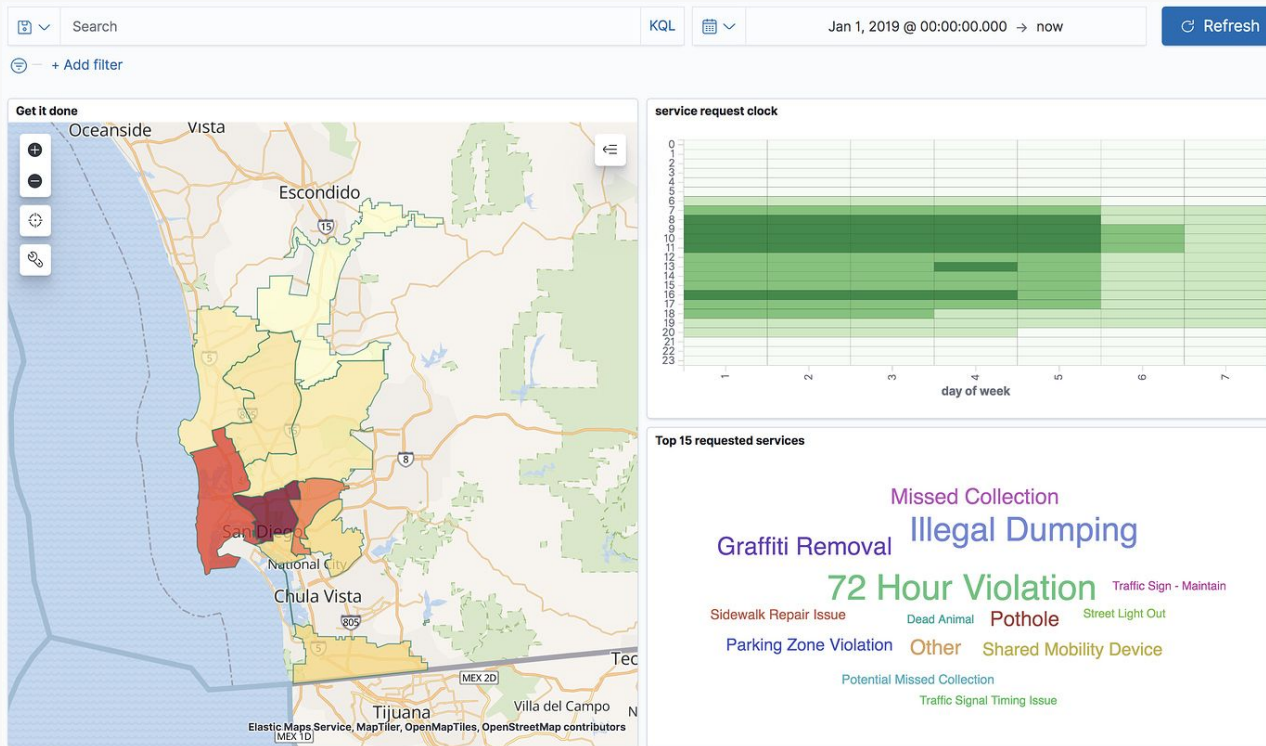 Search
KQL
Jan 1, 2019 @ 00:00:00.000 → now
Refresh
+ Add filter
Get it done
Oceanside
Vista
Escondido
15
5
805
15
8
San Diego
National City
Chula Vista
805
5
Tec
MEX 2D
Tijuana
Villa del Campo
N
Elastic Maps Service, MapTiler, OpenMapTiles, OpenStreetMap contributors
MEX 1D
service request clock
0
1
2
3
4
5
6
7
8
9
10
11
12
13
14
15
16
17
18
19
20
21
22
23
1 2 3 4 5 6 7
day of week
Top 15 requested services
Missed Collection
Illegal Dumping
Graffiti Removal
72 Hour Violation
Traffic Sign - Maintain
Sidewalk Repair Issue
Dead Animal
Pothole
Street Light Out
Parking Zone Violation
Other
Shared Mobility Device
Potential Missed Collection
Traffic Signal Timing Issue